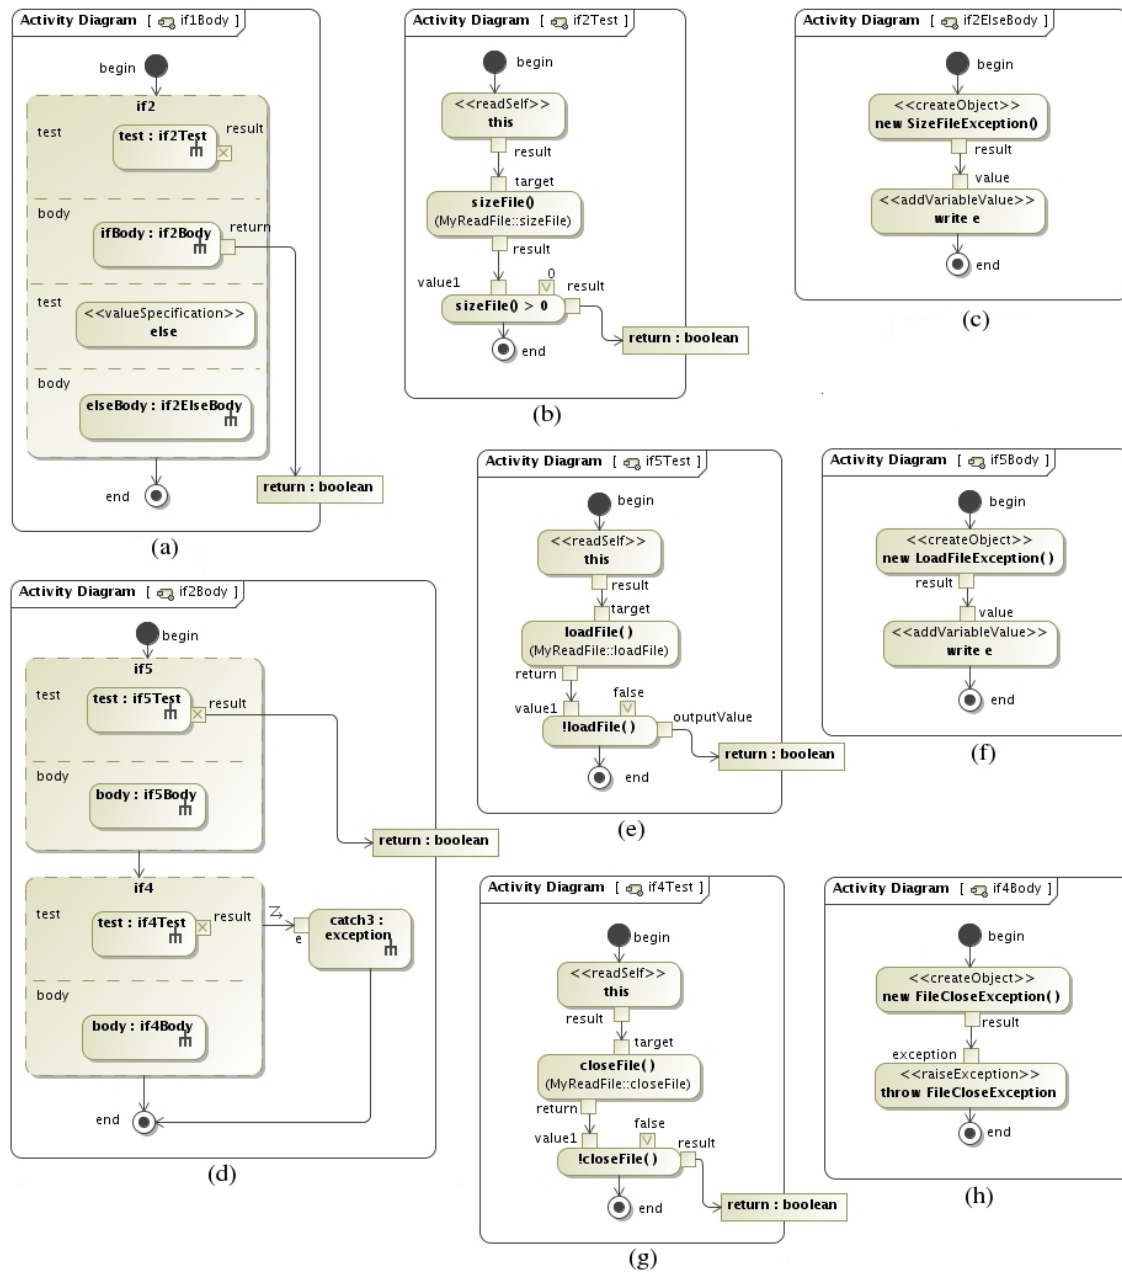 Activity Diagram [ if1Body ]
begin
if2
test
test : if2Test
result
body
ifBody : if2Body
return
test
<<valueSpecification>>
else
body
elseBody : if2ElseBody
end
return : boolean
(a)
Activity Diagram [ if2Test ]
begin
<<readSelf>>
this
result
target
sizeFile()
(MyReadFile::sizeFile)
result
value1
0
result
sizeFile() > 0
return : boolean
end
(b)
Activity Diagram [ if2ElseBody ]
begin
<<createObject>>
new SizeFileException()
result
value
<<addVariableValue>>
write e
end
(c)
Activity Diagram [ if2Body ]
begin
if5
test
test : if5Test
result
body
body : if5Body
return : boolean
if4
test
test : if4Test
result
e
catch3 :
exception
body
body : if4Body
end
(d)
Activity Diagram [ if5Test ]
begin
<<readSelf>>
this
result
target
loadFile()
(MyReadFile::loadFile)
return
value1
false
outputValue
!loadFile()
return : boolean
end
(e)
Activity Diagram [ if5Body ]
begin
<<createObject>>
new LoadFileException()
result
value
<<addVariableValue>>
write e
end
(f)
Activity Diagram [ if4Test ]
begin
<<readSelf>>
this
result
target
closeFile()
(MyReadFile::closeFile)
return
value1
false
result
!closeFile()
return : boolean
end
(g)
Activity Diagram [ if4Body ]
begin
<<createObject>>
new FileCloseException()
result
exception
<<raiseException>>
throw FileCloseException
end
(h)